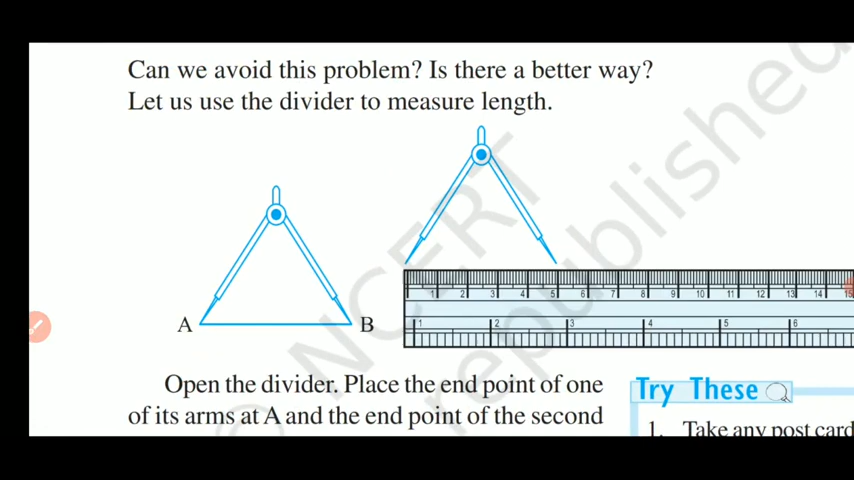 Can we avoid this problem? Is there a better way?
Let us use the divider to measure length.
A
B
1 2 3 4 5 6 7 8 9 10 11 12 13 14 15
1 2 3 4 5 6
Open the divider. Place the end point of one
of its arms at A and the end point of the second
Try These
1. Take any post card
© NCERT
republished